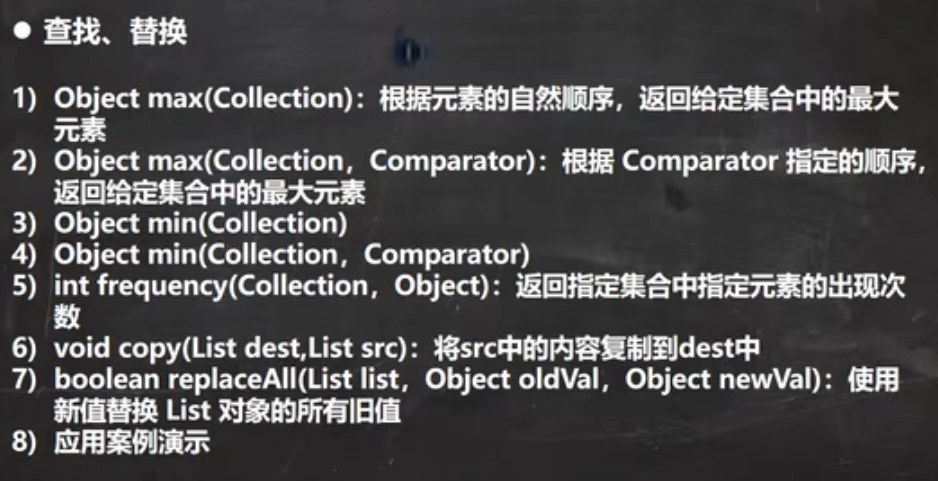 ● 查找、替换
1) Object max(Collection)：根据元素的自然顺序，返回给定集合中的最大
元素
2) Object max(Collection，Comparator)：根据 Comparator 指定的顺序，
返回给定集合中的最大元素
3) Object min(Collection)
4) Object min(Collection，Comparator)
5) int frequency(Collection，Object)：返回指定集合中指定元素的出现次
数
6) void copy(List dest,List src)：将src中的内容复制到dest中
7) boolean replaceAll(List list，Object oldVal，Object newVal)：使用
新值替换 List 对象的所有旧值
8) 应用案例演示